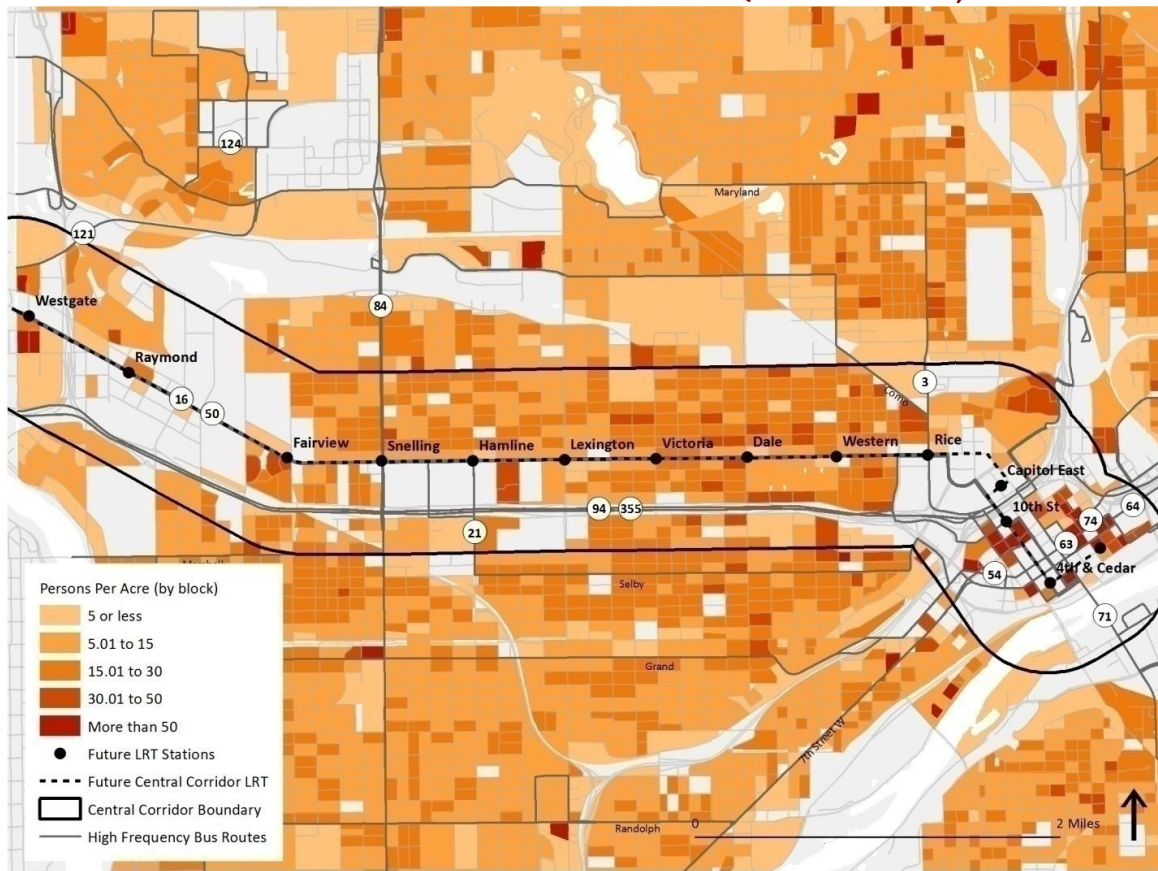 Maryland
124
121
Westgate
84
Raymond
3
Como
16
50
Fairview
Snelling
Hamline
Lexington
Victoria
Dale
Western
Rice
Capitol East
10th St
94
355
64
74
21
63
54
4th & Cedar
Selby
71
Grand
7th Street W
Randolph
0
2 Miles
Persons Per Acre (by block)
5 or less
5.01 to 15
15.01 to 30
30.01 to 50
More than 50
Future LRT Stations
Future Central Corridor LRT
Central Corridor Boundary
High Frequency Bus Routes